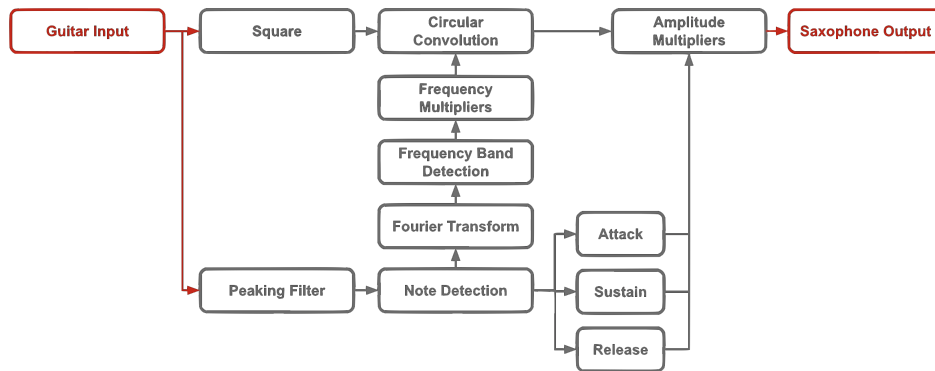 Guitar Input
Square
Circular
Convolution
Amplitude
Multipliers
Saxophone Output
Frequency
Multipliers
Frequency Band
Detection
Fourier Transform
Attack
Peaking Filter
Note Detection
Sustain
Release